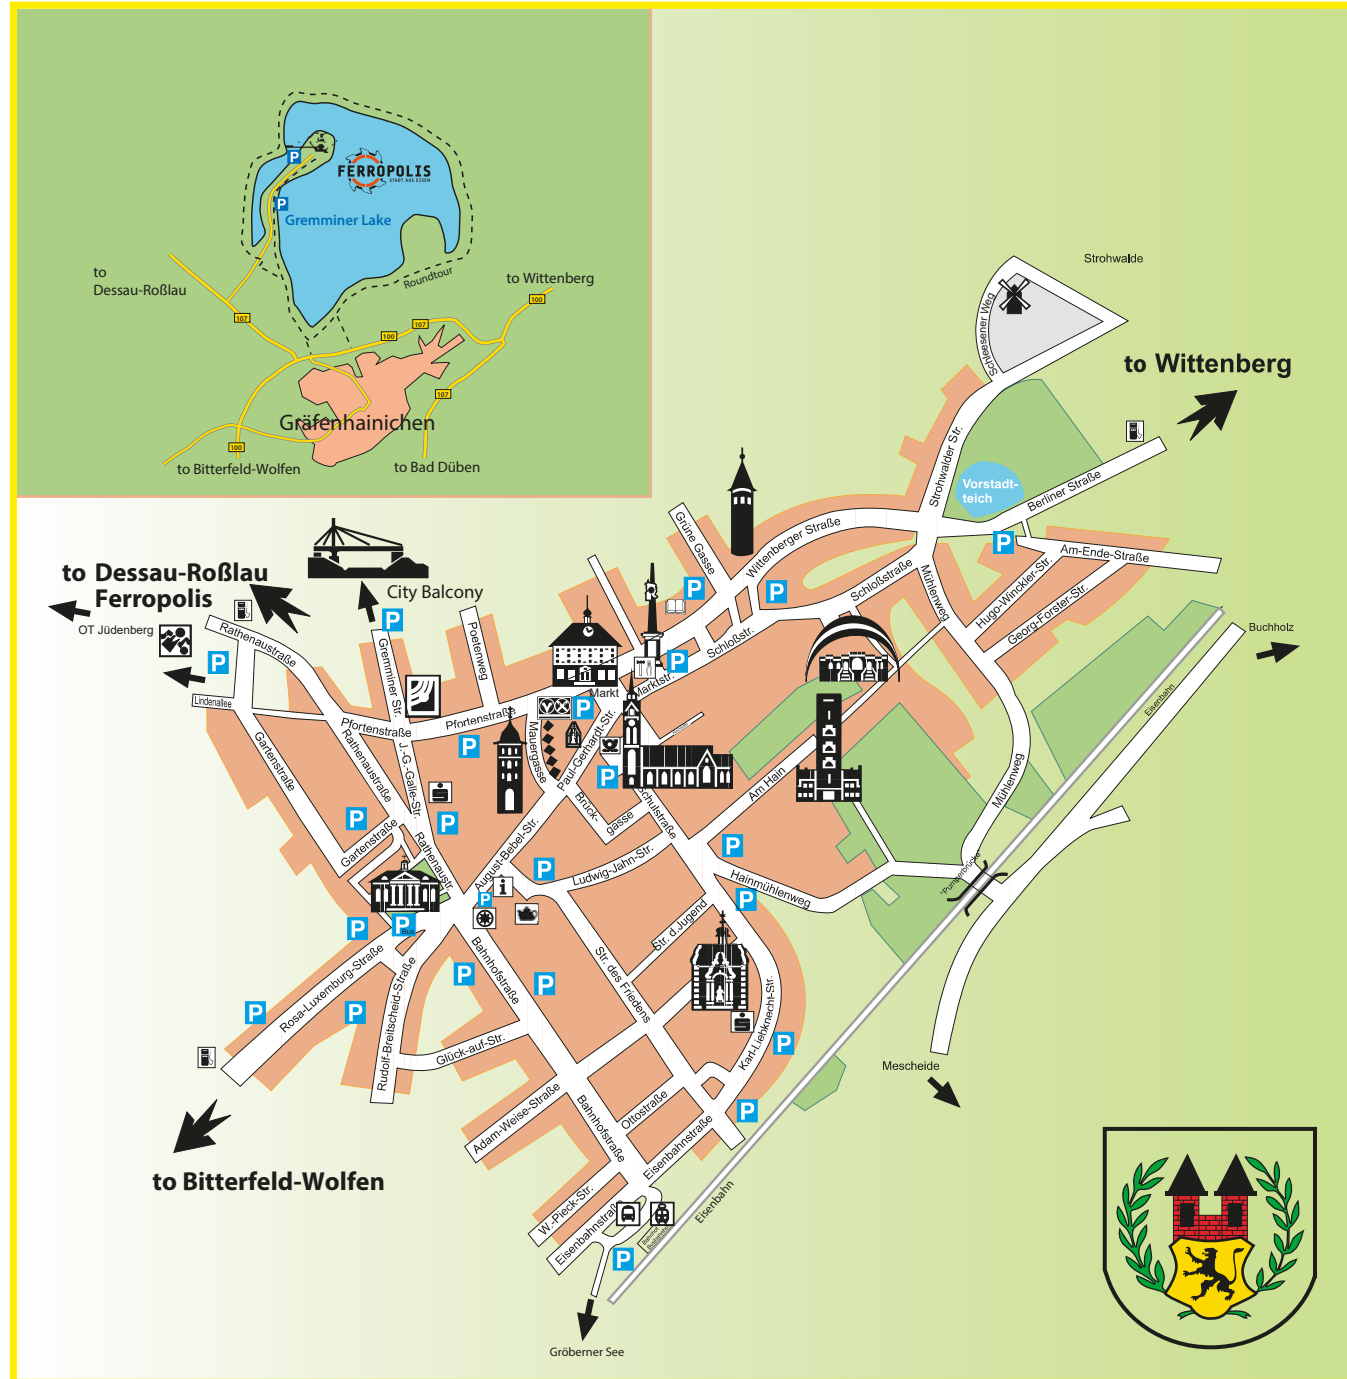 P
FERROPOLIS
STADT AUS EISEN
P
Gremminer Lake
Roundtour
to
Dessau-Roßlau
to Wittenberg
100
107
107
100
107
100
Gräfenhainichen
to Bitterfeld-Wolfen
to Bad Düben
Strohwalde
Schleesener Weg
to Wittenberg
Strohwalder Str.
Vorstadt-
teich
Berliner Straße
P
Am-Ende-Straße
Hugo-Winckler-Str.
Georg-Forster-Str.
Buchholz
Eisenbahn
Grüne Gasse
Wittenberger Straße
Schloßstraße
Mühlenweg
P
P
City Balcony
to Dessau-Roßlau
Ferropolis
OT Jüdenberg
P
P
Rathenaustraße
Lindenallee
Gremminer Str.
Poetenweg
Schloßstr.
P
Marktstr.
Markt
P
Pfortenstraße
Pfortenstraße
P
Mauergasse
Paul-Gerhardt-Str.
P
Gartenstraße
Rathenaustraße
J.-G.-Galle-Str.
Am Hain
Mühlenweg
Brück-
gasse
Schulstraße
P
P
Gartenstraße
Rathenaustr.
August-Bebel-Str.
P
Ludwig-Jahn-Str.
P
Hainmühlenweg
"Pumperbrücke"
i
P
P
P
P
Bus
Str. d.Jugend
Rosa-Luxemburg-Straße
Rudolf-Breitscheid-Straße
Bahnhofstraße
Str. des Friedens
P
P
P
P
Karl-Liebknecht-Str.
P
Glück-auf-Str.
Mescheide
Adam-Weise-Straße
Bahnhofstraße
Ottostraße
P
Eisenbahnstraße
to Bitterfeld-Wolfen
W.-Pieck-Str.
Eisenbahnstraße
Eisenbahn
P
Gröberner See